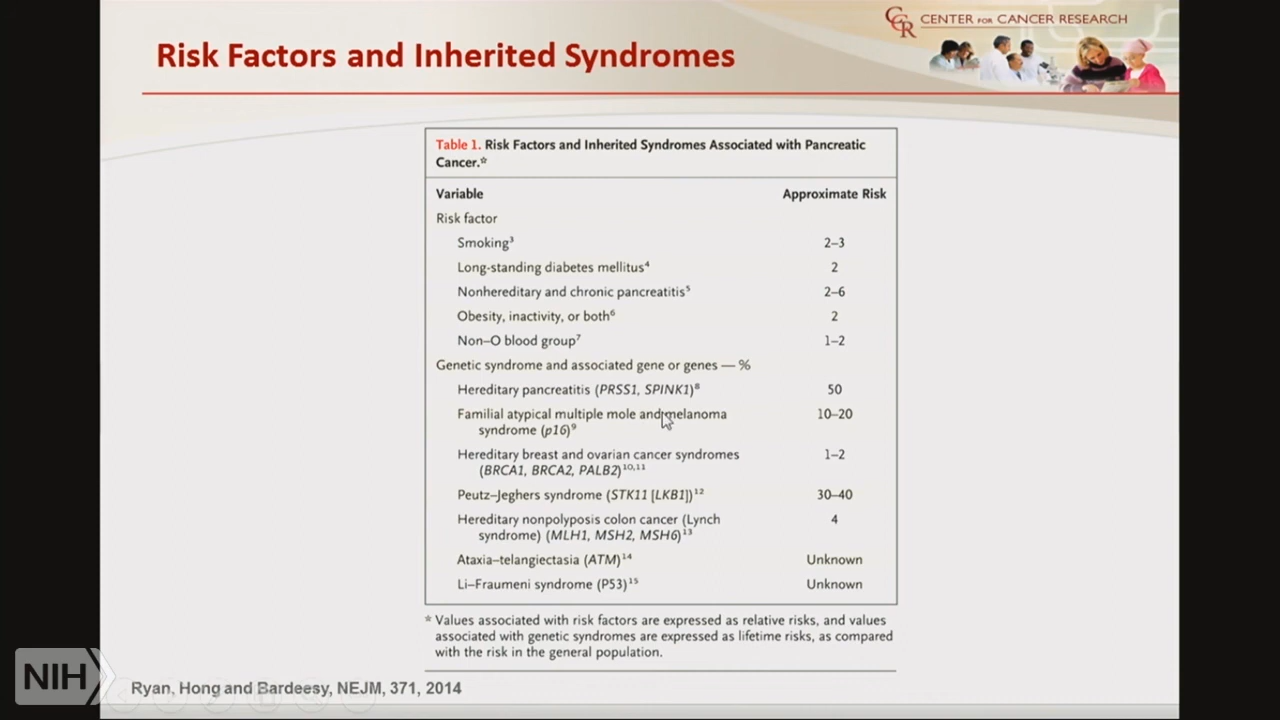 CCR CENTER FOR CANCER RESEARCH
Risk Factors and Inherited Syndromes
Table 1. Risk Factors and Inherited Syndromes Associated with Pancreatic
Cancer.*
Variable Approximate Risk
Risk factor
Smoking³ 2–3
Long-standing diabetes mellitus⁴ 2
Nonhereditary and chronic pancreatitis⁵ 2–6
Obesity, inactivity, or both⁶ 2
Non–O blood group⁷ 1–2
Genetic syndrome and associated gene or genes — %
Hereditary pancreatitis (PRSS1, SPINK1)⁸ 50
Familial atypical multiple mole and melanoma 10–20
syndrome (p16)⁹
Hereditary breast and ovarian cancer syndromes 1–2
(BRCA1, BRCA2, PALB2)¹⁰,¹¹
Peutz–Jeghers syndrome (STK11 [LKB1])¹² 30–40
Hereditary nonpolyposis colon cancer (Lynch 4
syndrome) (MLH1, MSH2, MSH6)¹³
Ataxia–telangiectasia (ATM)¹⁴ Unknown
Li–Fraumeni syndrome (P53)¹⁵ Unknown
* Values associated with risk factors are expressed as relative risks, and values
associated with genetic syndromes are expressed as lifetime risks, as compared
with the risk in the general population.
NIH
Ryan, Hong and Bardeesy, NEJM, 371, 2014